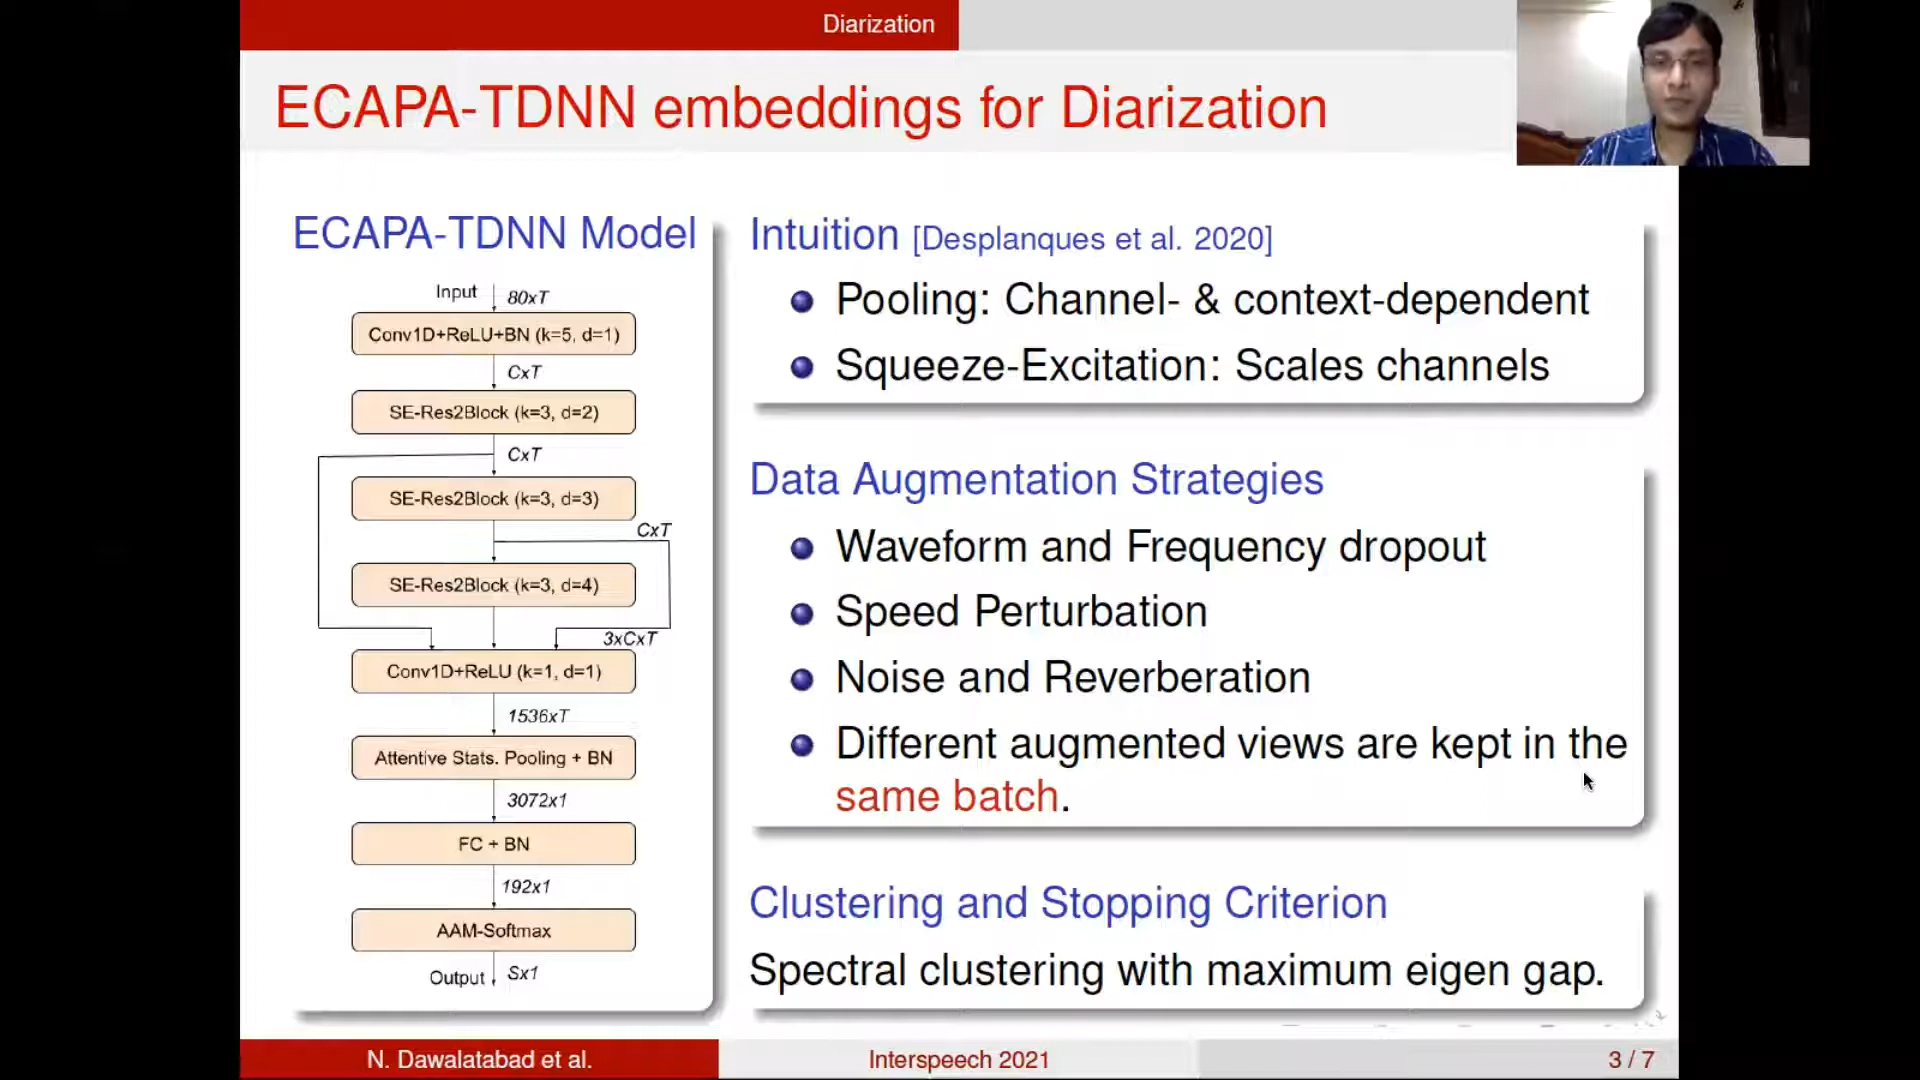 Diarization
ECAPA-TDNN embeddings for Diarization
ECAPA-TDNN Model
Input
80xT
Conv1D+ReLU+BN (k=5, d=1)
CxT
SE-Res2Block (k=3, d=2)
CxT
SE-Res2Block (k=3, d=3)
CxT
SE-Res2Block (k=3, d=4)
3xCxT
Conv1D+ReLU (k=1, d=1)
1536xT
Attentive Stats. Pooling + BN
3072x1
FC + BN
192x1
AAM-Softmax
Output
Sx1
Intuition [Desplanques et al. 2020]
Pooling: Channel- & context-dependent
Squeeze-Excitation: Scales channels
Data Augmentation Strategies
Waveform and Frequency dropout
Speed Perturbation
Noise and Reverberation
Different augmented views are kept in the
same batch.
Clustering and Stopping Criterion
Spectral clustering with maximum eigen gap.
N. Dawalatabad et al.
Interspeech 2021
3 / 7